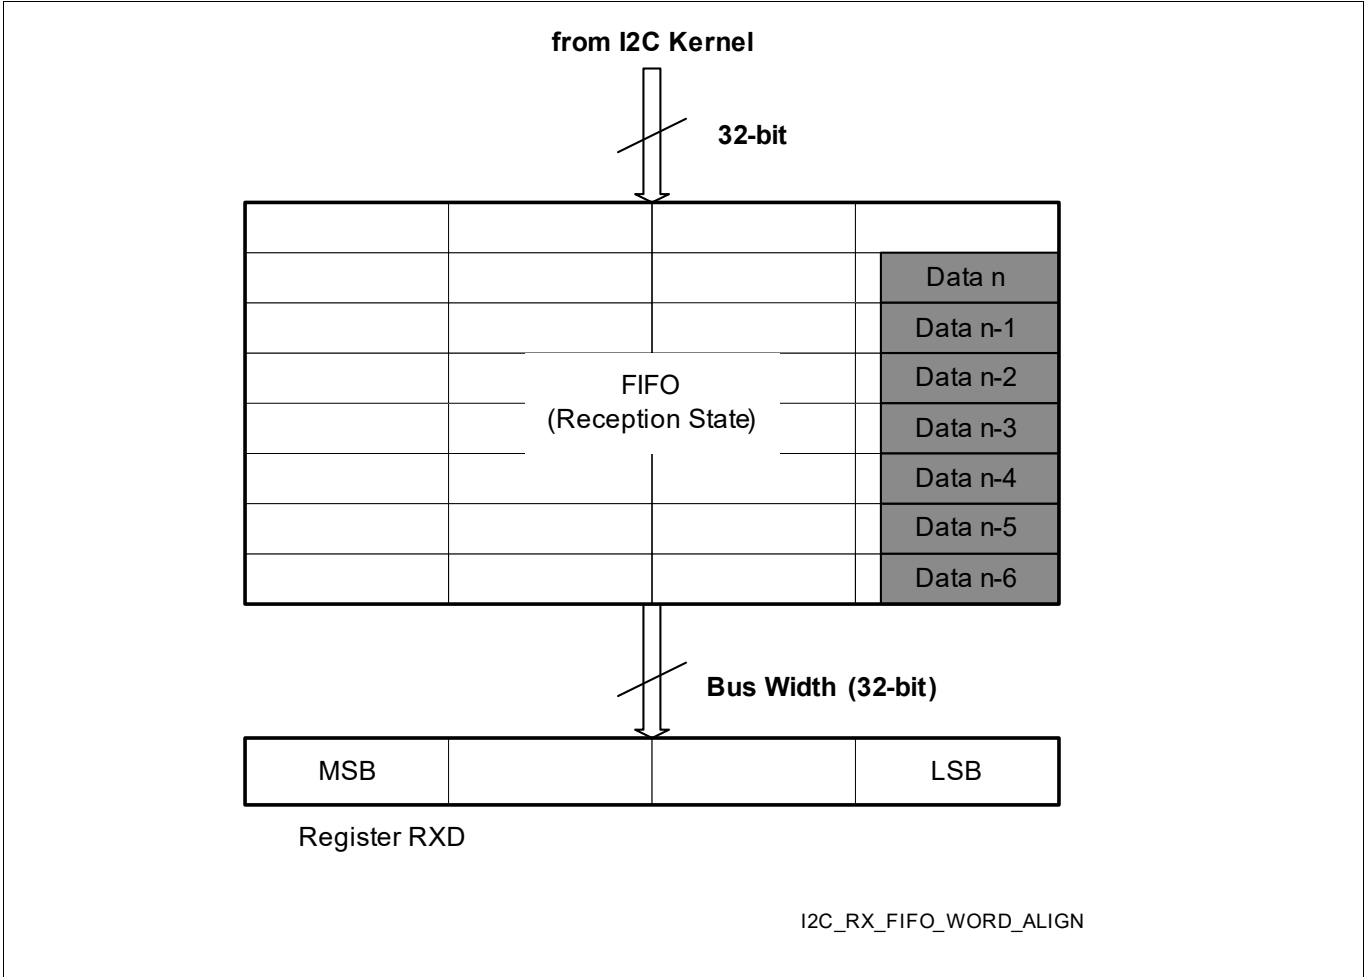 from I2C Kernel
32-bit
Data n
Data n-1
Data n-2
Data n-3
Data n-4
Data n-5
Data n-6
FIFO
(Reception State)
Bus Width (32-bit)
MSB
LSB
Register RXD
I2C_RX_FIFO_WORD_ALIGN